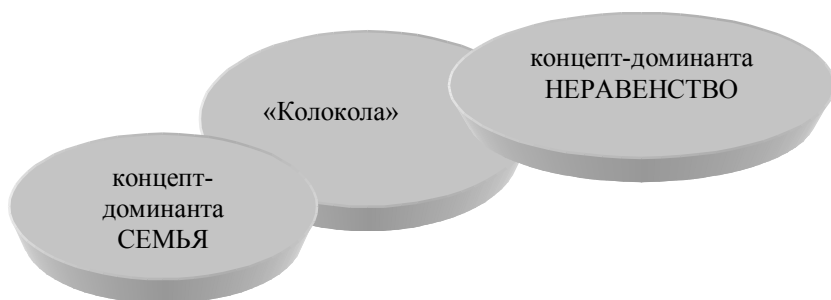 концепт-
доминанта
СЕМЬЯ
«Колокола»
концепт-доминанта
НЕРАВЕНСТВО